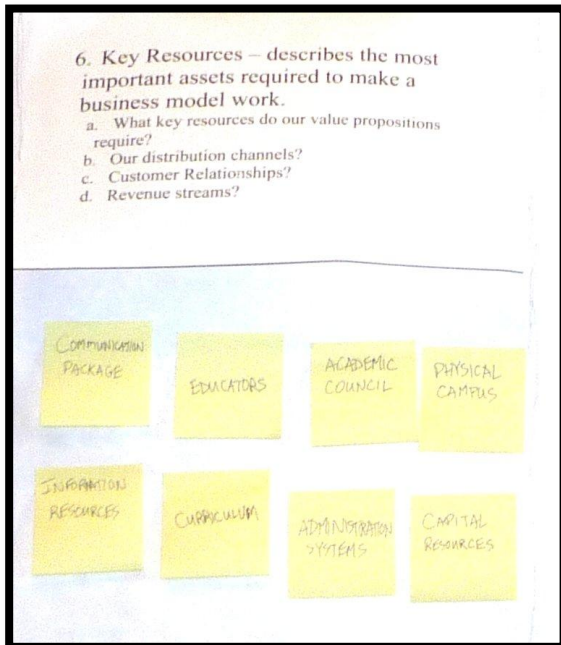 6. Key Resources – describes the most
important assets required to make a
business model work.
a. What key resources do our value propositions
require?
b. Our distribution channels?
c. Customer Relationships?
d. Revenue streams?
COMMUNICATION
PACKAGE
EDUCATORS
ACADEMIC
COUNCIL
PHYSICAL
CAMPUS
INFORMATION
RESOURCES
CURRICULUM
ADMINISTRATION
SYSTEMS
CAPITAL
RESOURCES